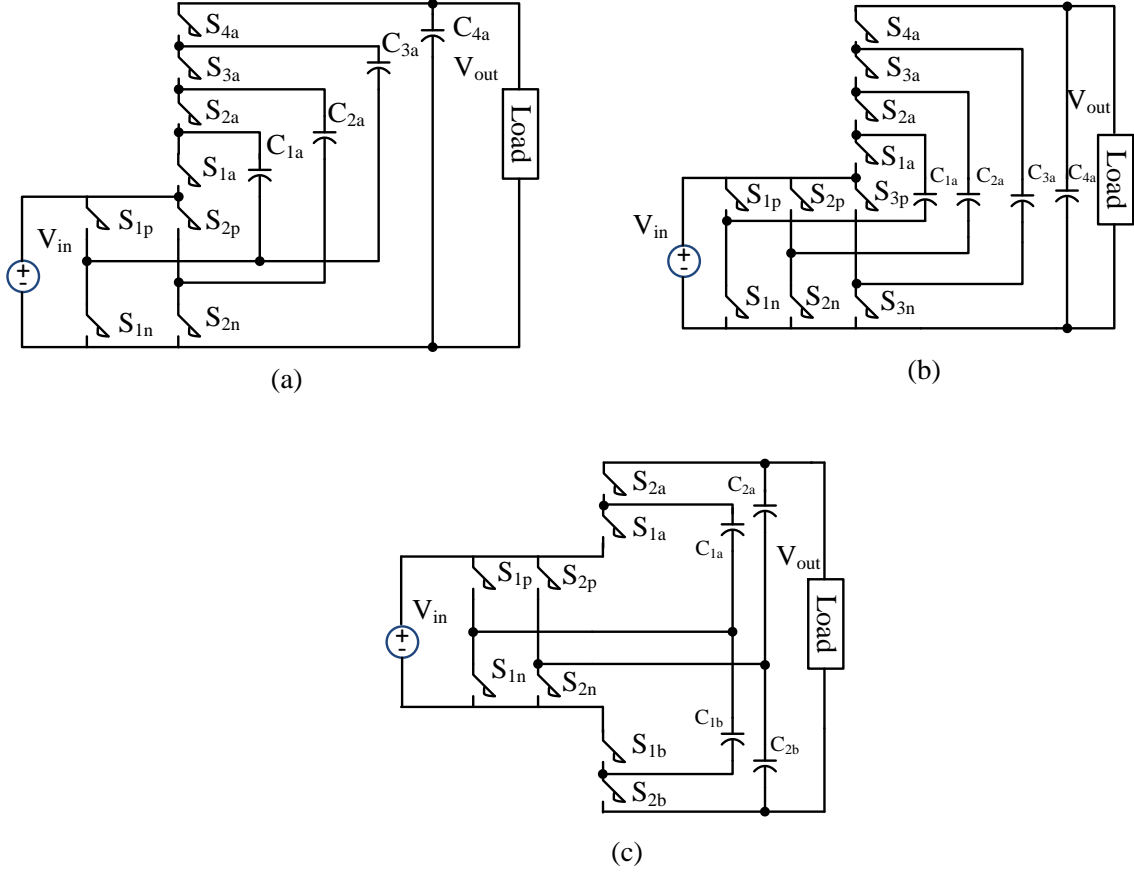 S4a
C3a
C4a
S3a
Vout
S2a
C2a
Load
C1a
S1a
S1p
S2p
Vin
+
-
S1n
S2n
(a)
S4a
S3a
Vout
S2a
Load
S1a
C1a
C2a
C3a
C4a
S1p
S2p
S3p
Vin
+
-
S1n
S2n
S3n
(b)
S2a
C2a
S1a
C1a
Vout
S1p
S2p
Vin
Load
+
-
S1n
S2n
C1b
S1b
C2b
S2b
(c)